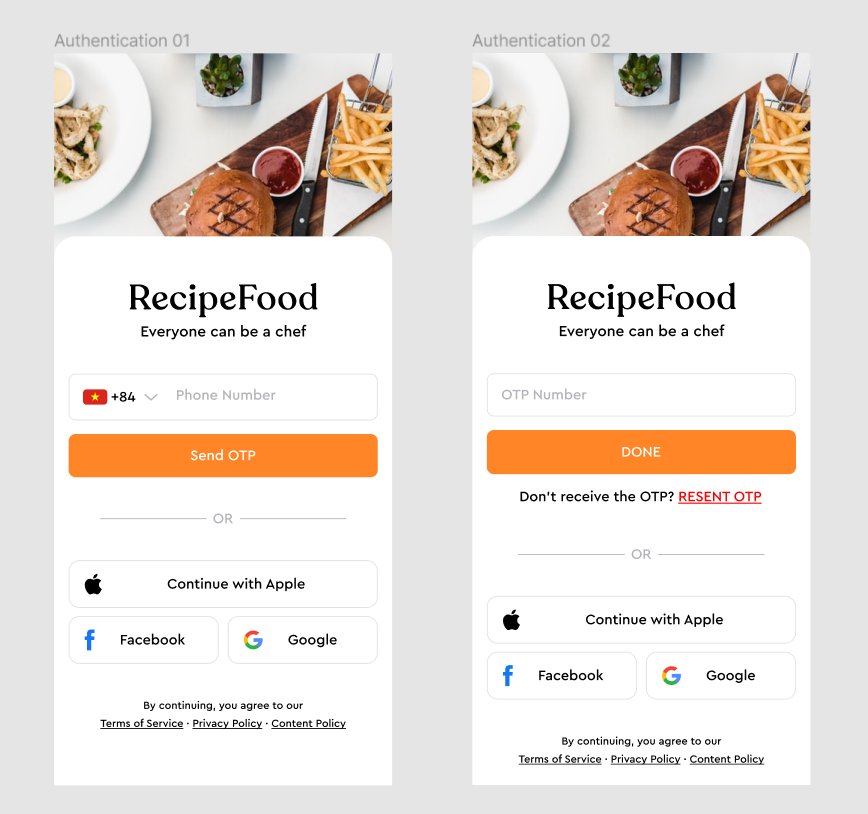 Authentication 01
RecipeFood
Everyone can be a chef
+84 Phone Number
Send OTP
OR
Continue with Apple
Facebook
Google
By continuing, you agree to our
Terms of Service · Privacy Policy · Content Policy
Authentication 02
RecipeFood
Everyone can be a chef
OTP Number
DONE
Don't receive the OTP? RESENT OTP
OR
Continue with Apple
Facebook
Google
By continuing, you agree to our
Terms of Service · Privacy Policy · Content Policy